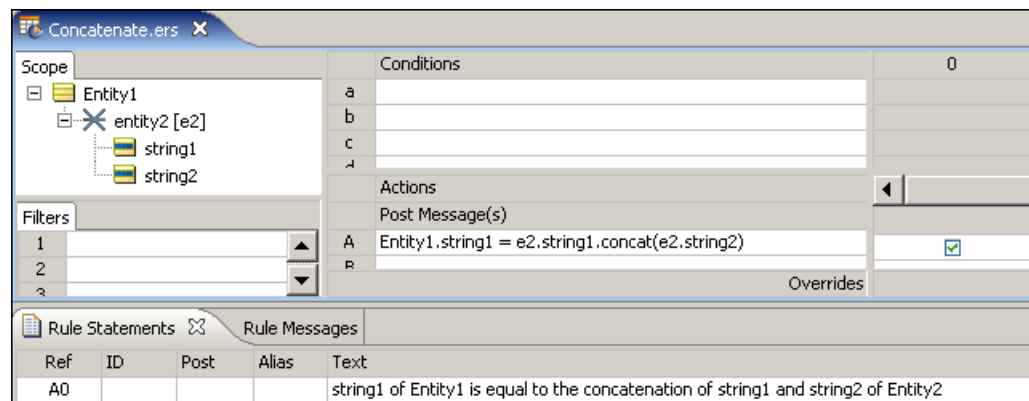 Concatenate.ers
Scope
Entity1
entity2 [e2]
string1
string2
Filters
1
2
3
Conditions 0
a
b
c
d
Actions
Post Message(s)
A Entity1.string1 = e2.string1.concat(e2.string2)
B
Overrides
Rule Statements Rule Messages
Ref ID Post Alias Text
A0 string1 of Entity1 is equal to the concatenation of string1 and string2 of Entity2